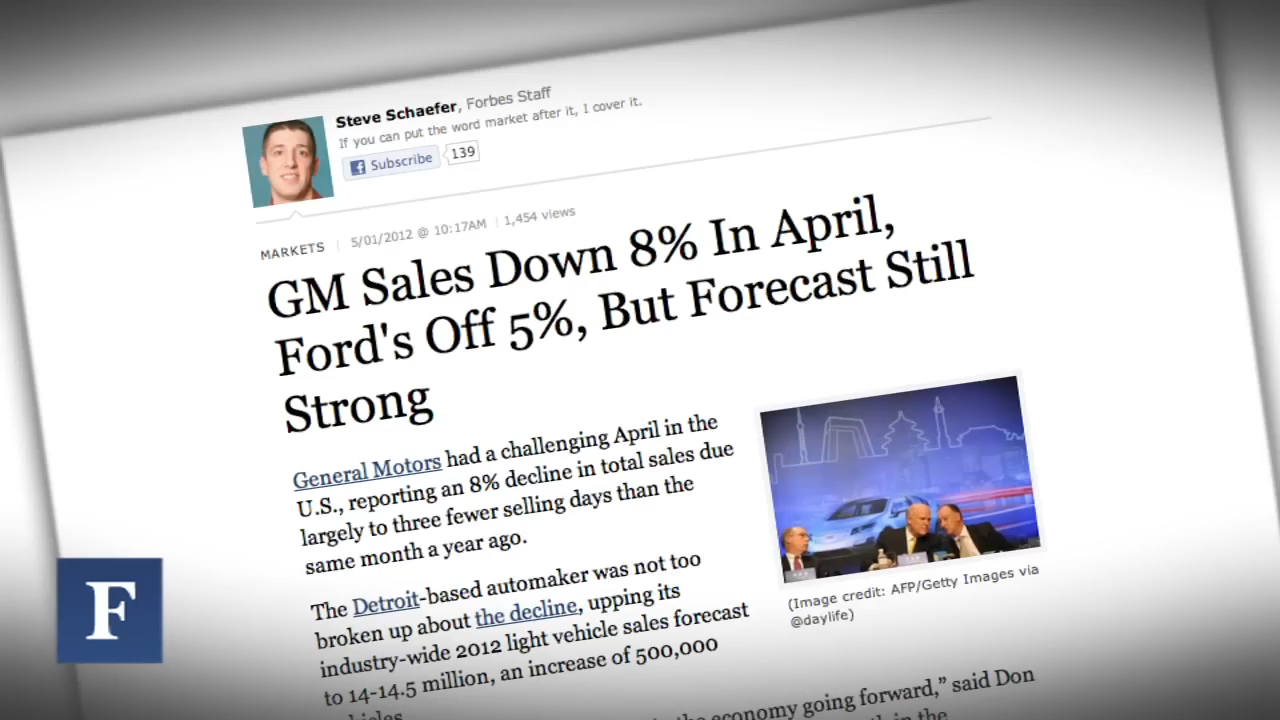 Steve Schaefer, Forbes Staff
If you can put the word market after it, I cover it.
f Subscribe 139
MARKETS | 5/01/2012 @ 10:17AM | 1,454 views
GM Sales Down 8% In April,
Ford's Off 5%, But Forecast Still
Strong
General Motors had a challenging April in the
U.S., reporting an 8% decline in total sales due
largely to three fewer selling days than the
same month a year ago.
The Detroit-based automaker was not too
broken up about the decline, upping its
industry-wide 2012 light vehicle sales forecast
to 14-14.5 million, an increase of 500,000
(Image credit: AFP/Getty Images via
@daylife)
economy going forward,” said Don
in the
F